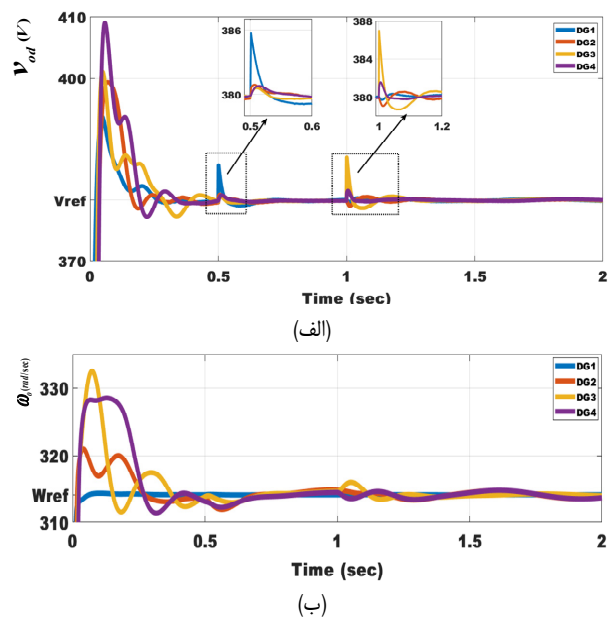 410
386
388
DG1
DG2
DG3
DG4
v_od (V)
400
380
380
0.5 0.6
1 1.2
Vref
370
0 0.5 1 1.5 2
Time (sec)
(الف)
DG1
DG2
DG3
DG4
330
ω_o(rad/sec)
320
Wref
310
0 0.5 1 1.5 2
Time (sec)
(ب)